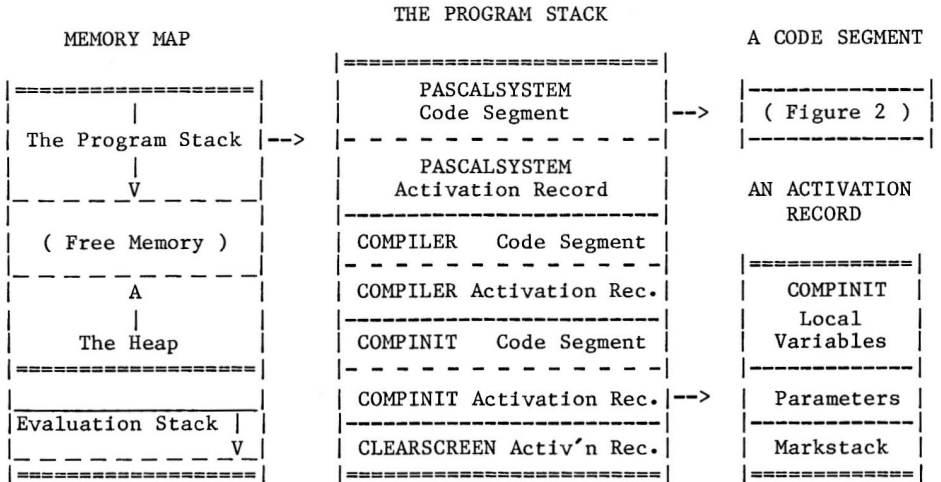 MEMORY MAP
The Program Stack -->
V
( Free Memory )
A
The Heap
Evaluation Stack
V
THE PROGRAM STACK
PASCALSYSTEM
Code Segment -->
PASCALSYSTEM
Activation Record
COMPILER Code Segment
COMPILER Activation Rec.
COMPINIT Code Segment
COMPINIT Activation Rec. -->
CLEARSCREEN Activ'n Rec.
A CODE SEGMENT
( Figure 2 )
AN ACTIVATION
RECORD
COMPINIT
Local
Variables
Parameters
Markstack